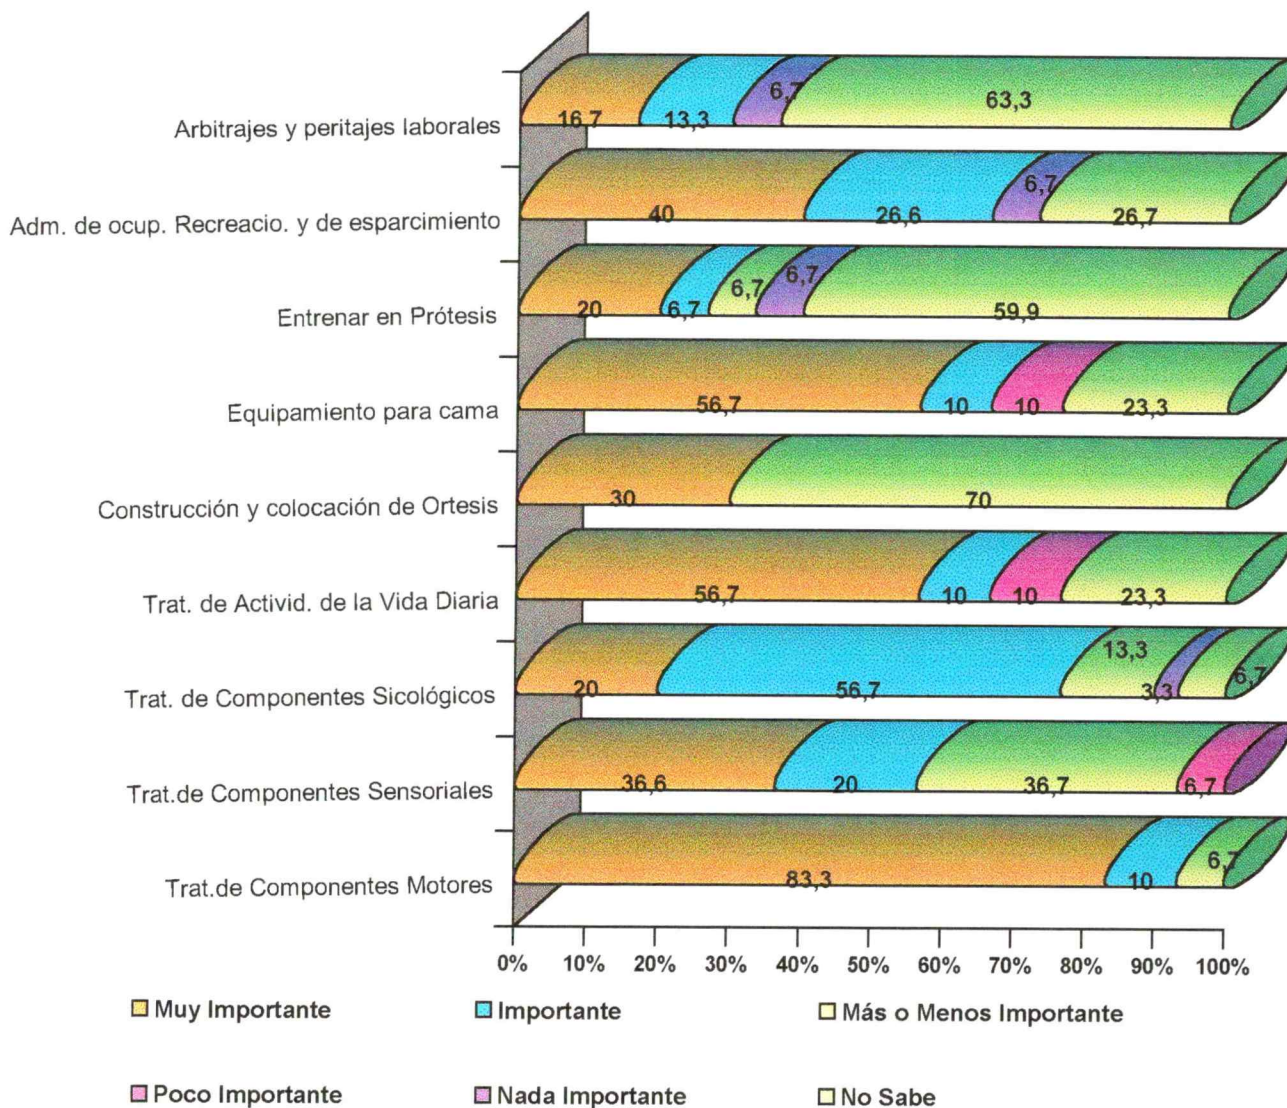 Arbitrajes y peritajes laborales
16,7 13,3 6,7 63,3
Adm. de ocup. Recreacio. y de esparcimiento
40 26,6 6,7 26,7
Entrenar en Prótesis
20 6,7 6,7 6,7 59,9
Equipamiento para cama
56,7 10 10 23,3
Construcción y colocación de Ortesis
30 70
Trat. de Activid. de la Vida Diaria
56,7 10 10 23,3
Trat. de Componentes Sicológicos
20 56,7 13,3 3,3 6,7
Trat.de Componentes Sensoriales
36,6 20 36,7 6,7
Trat.de Componentes Motores
83,3 10 6,7
0% 10% 20% 30% 40% 50% 60% 70% 80% 90% 100%
Muy Importante Importante Más o Menos Importante
Poco Importante Nada Importante No Sabe